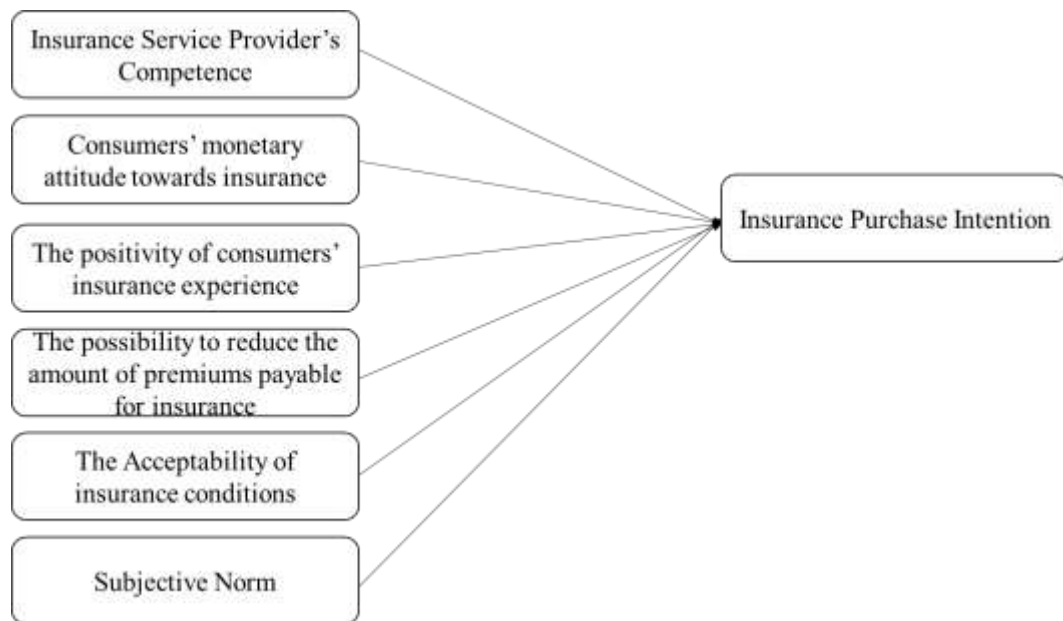 Insurance Service Provider’s
Competence
Consumers’ monetary
attitude towards insurance
The positivity of consumers’
insurance experience
The possibility to reduce the
amount of premiums payable
for insurance
The Acceptability of
insurance conditions
Subjective Norm
Insurance Purchase Intention